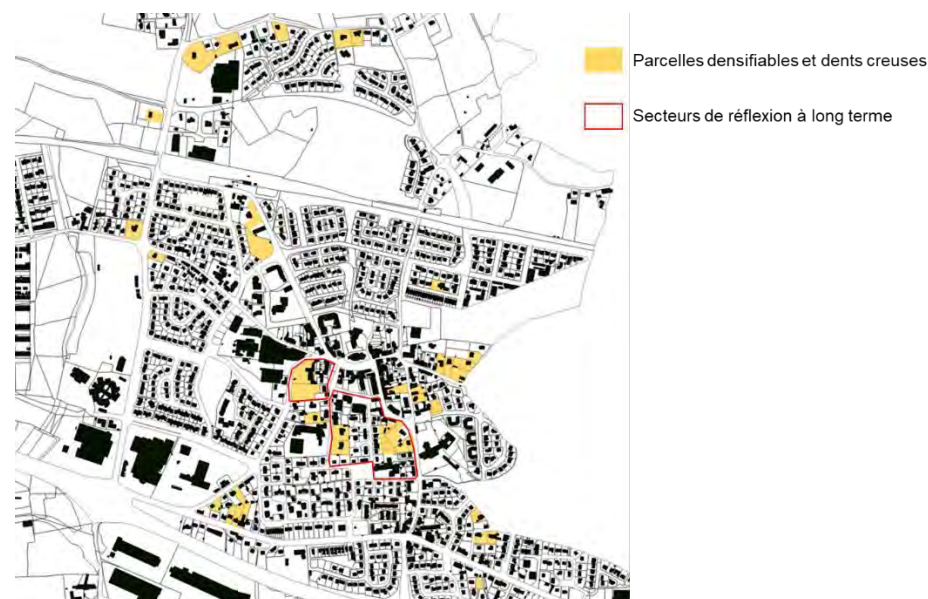 Parcelles densifiables et dents creuses
Secteurs de réflexion à long terme